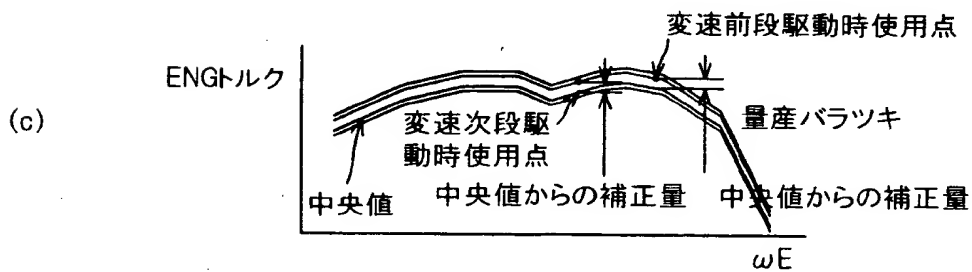 変速前段駆動時使用点
ENGトルク
(c)
変速次段駆
動時使用点
量産バラツキ
中央値
中央値からの補正量
中央値からの補正量
ωE